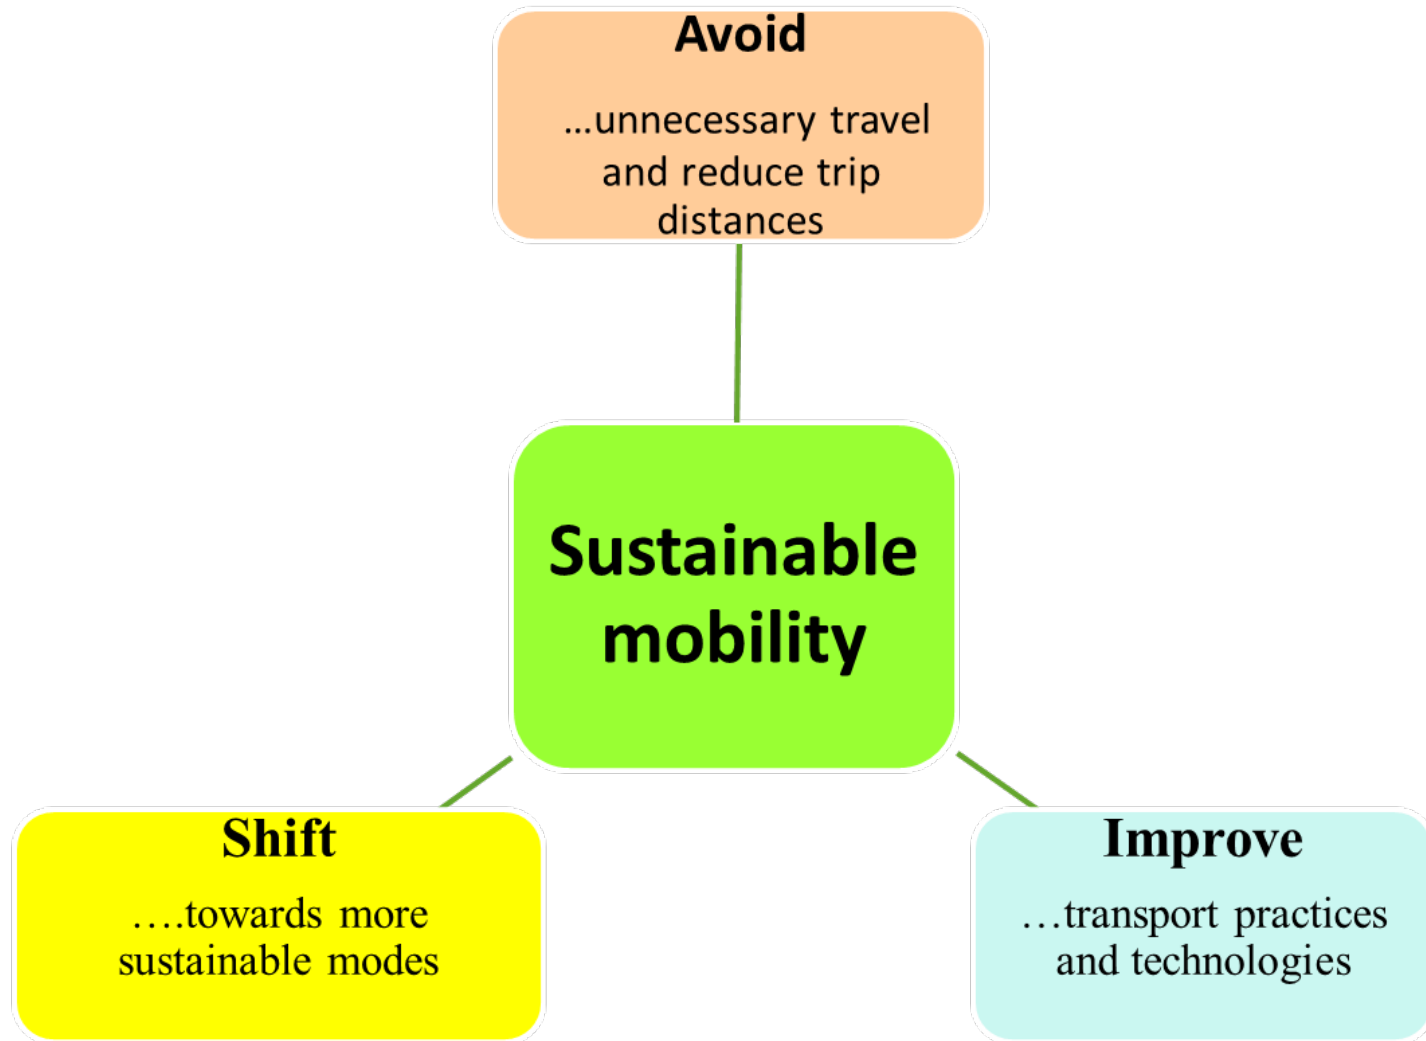 Avoid
...unnecessary travel
and reduce trip
distances
Sustainable
mobility
Shift
....towards more
sustainable modes
Improve
...transport practices
and technologies